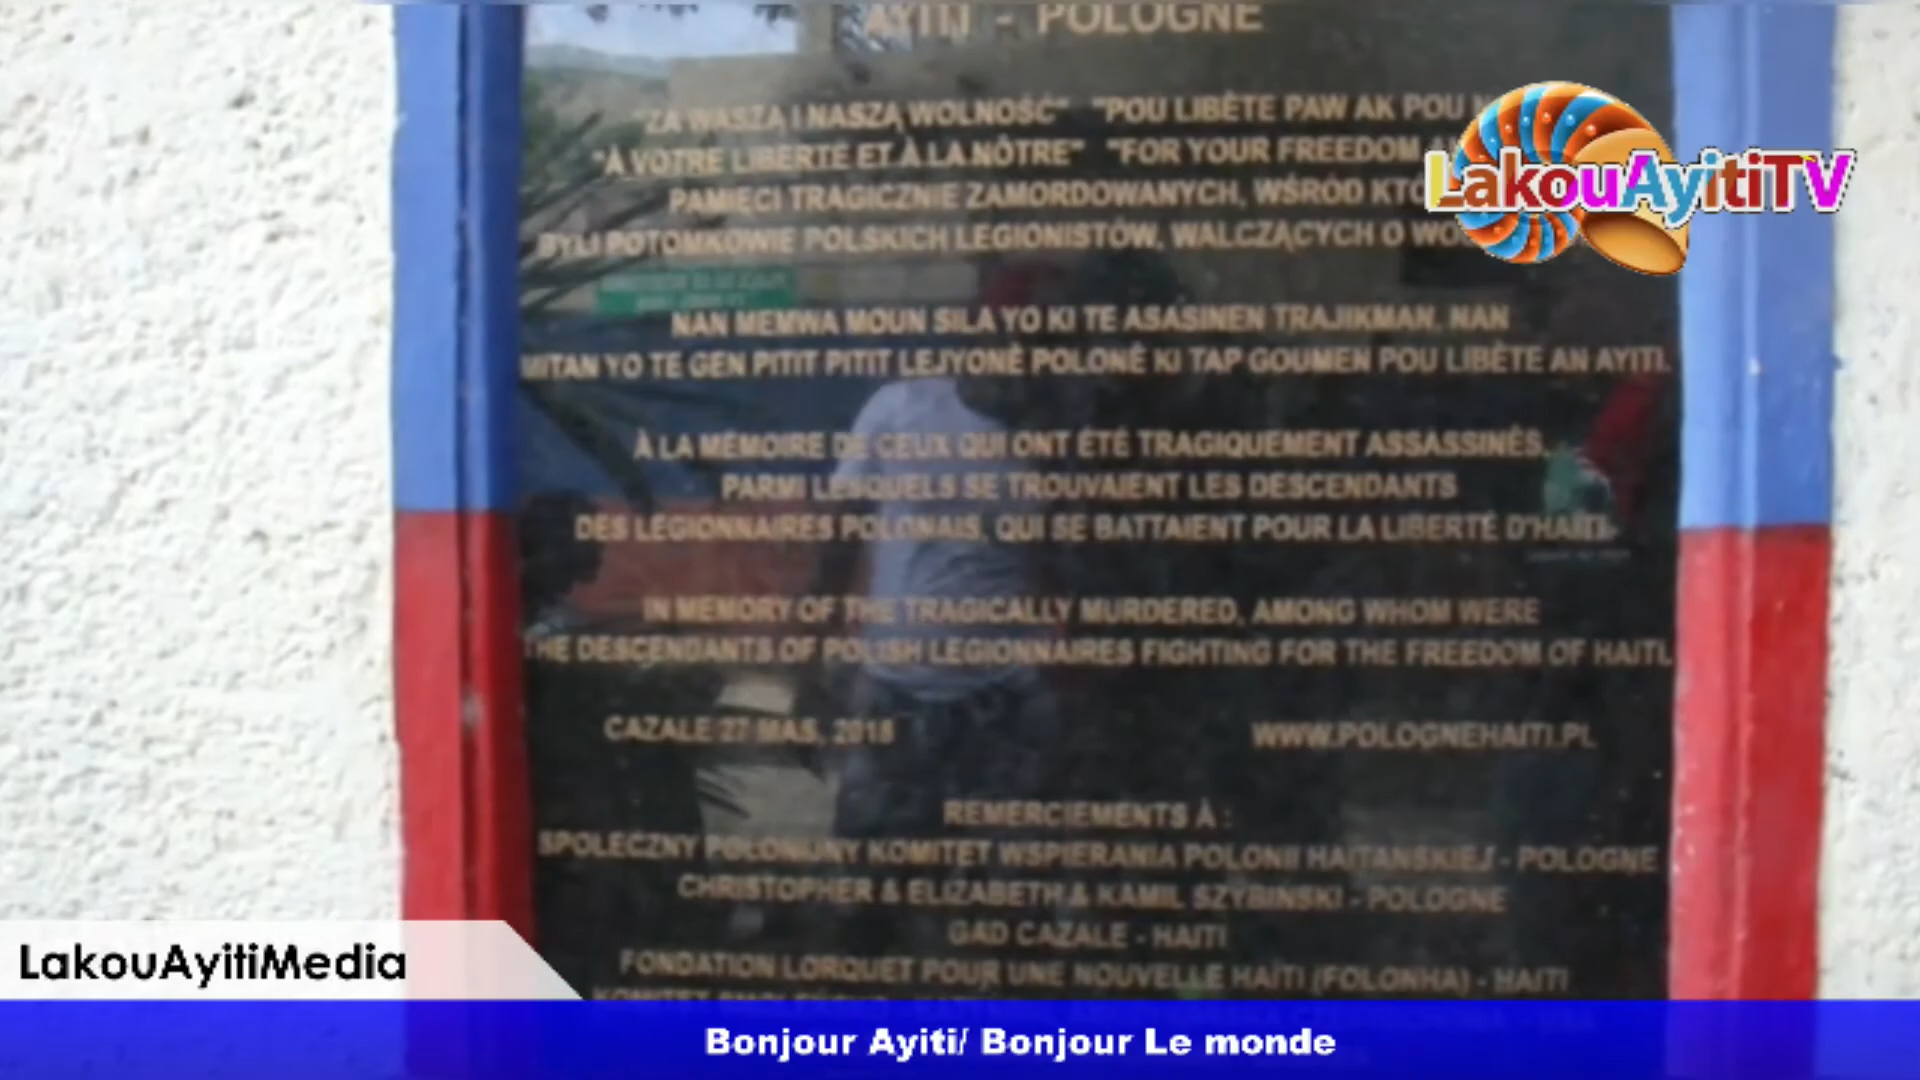 AYITI - POLOGNE
"ZA WASZĄ I NASZĄ WOLNOŚĆ" "POU LIBÈTE PAW AK POU
"À VOTRE LIBERTÉ ET À LA NÔTRE" "FOR YOUR FREEDOM
LakouAyitiTV
PAMIĘCI TRAGICZNIE ZAMORDOWANYCH, WŚRÓD
BYLI POTOMKOWIE POLSKICH LEGIONISTÓW, WALCZĄCYCH O
NAN MEMWA MOUN SILA YO KI TE ASASINEN TRAJIKMAN. NAN
MITAN YO TE GEN PITIT PITIT LEJYONÈ POLONÈ KI TAP GOUMEN POU LIBÈTE AN AYITI.
À LA MÉMOIRE DE CEUX QUI ONT ÉTÉ TRAGIQUEMENT ASSASSINÉS,
PARMI LESQUELS SE TROUVAIENT LES DESCENDANTS
DES LÉGIONNAIRES POLONAIS, QUI SE BATTAIENT POUR LA LIBERTÉ D'HAÏTI.
IN MEMORY OF THE TRAGICALLY MURDERED, AMONG WHOM WERE
THE DESCENDANTS OF POLISH LEGIONNAIRES FIGHTING FOR THE FREEDOM OF HAITI.
CAZALE 27 MAS,
WWW.POLOGNEHAITI.PL
REMERCIEMENTS À :
SPOLECZNY POLONIJNY KOMITET WSPIERANIA POLONII HAITANSKIEJ - POLOGNE
CHRISTOPHER & ELIZABETH & KAMIL SZYBIŃSKI - POLOGNE
GAD CAZALE - HAITI
FONDATION LORQUET POUR UNE NOUVELLE HAÏTI (FOLONHA) - HAITI
LakouAyitiMedia
Bonjour Ayiti/ Bonjour Le monde